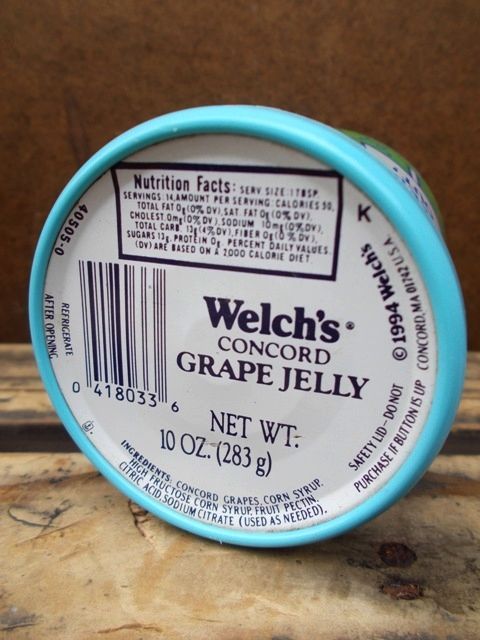 Nutrition Facts: SERV SIZE:1TBSP
SERVINGS: 14,AMOUNT PER SERVING: CALORIES 50,
TOTAL FAT 0g(0% DV),SAT. FAT 0g(0% DV),
CHOLEST.0mg(0% DV),SODIUM 10mg(0% DV),
TOTAL CARB 13g(4% DV),FIBER 0g(0 % DV),
SUGARS 13g, PROTEIN 0g. PERCENT DAILY VALUES.
(DV) ARE BASED ON A 2,000 CALORIE DIET
40505-0
REFRIGERATE
AFTER OPENING
0 418033 6
K
Welch's®
CONCORD
GRAPE JELLY
NET WT:
10 OZ. (283 g)
© 1994 Welch's
CONCORD, MA 01742 U.S.A.
SAFETY LID—DO NOT
PURCHASE IF BUTTON IS UP
INGREDIENTS: CONCORD GRAPES, CORN SYRUP,
HIGH FRUCTOSE CORN SYRUP, FRUIT PECTIN,
CITRIC ACID SODIUM CITRATE (USED AS NEEDED).